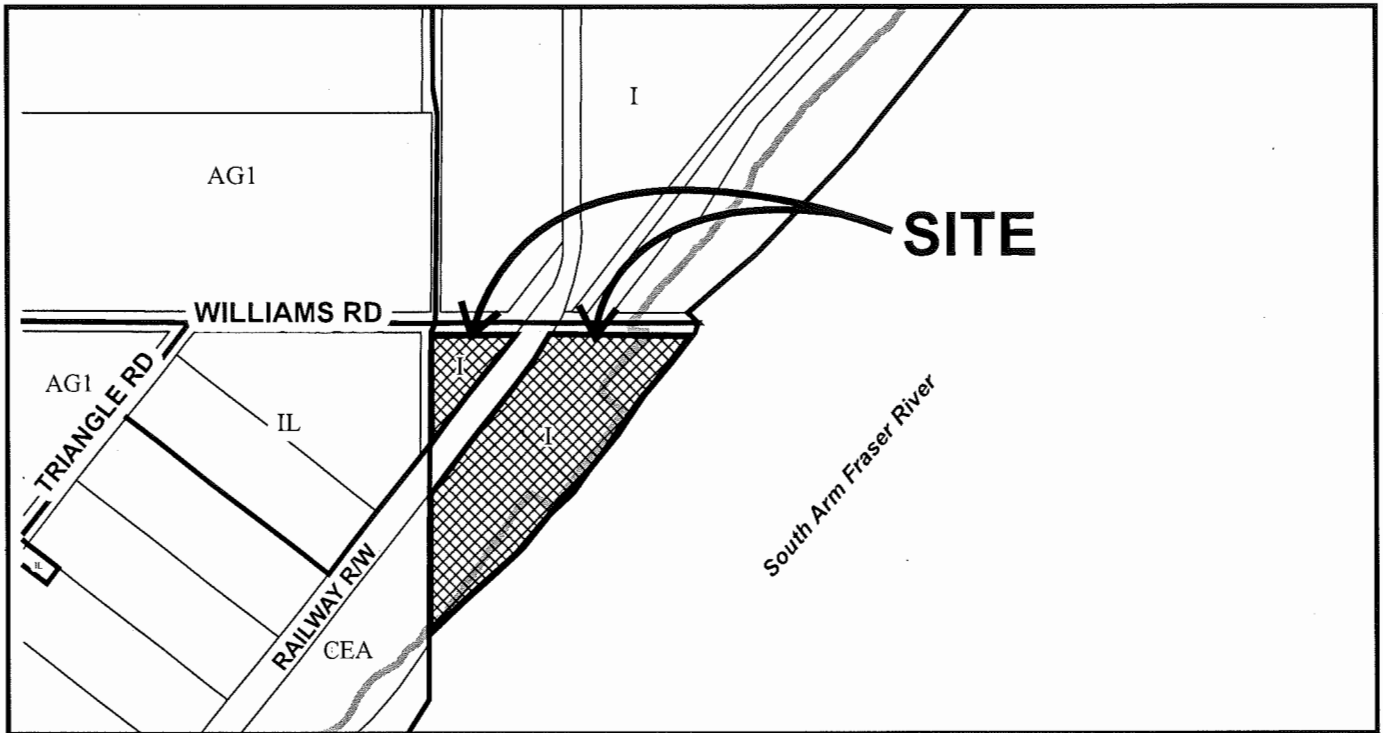 I
AG1
SITE
WILLIAMS RD
I
AG1
TRIANGLE RD
IL
I
South Arm Fraser River
IL
RAILWAY R/W
CEA